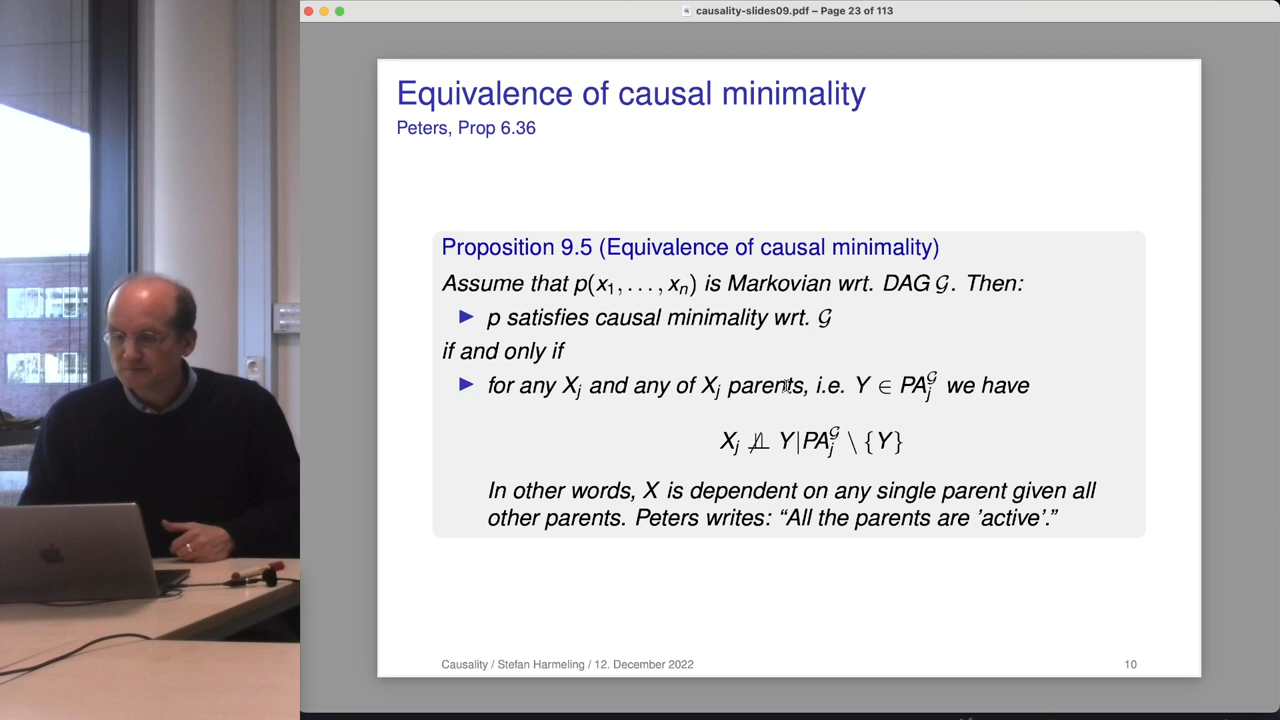 causality-slides09.pdf – Page 23 of 113
Equivalence of causal minimality
Peters, Prop 6.36
Proposition 9.5 (Equivalence of causal minimality)
Assume that p(x₁, . . . , xₙ) is Markovian wrt. DAG 𝒢. Then:
▶ p satisfies causal minimality wrt. 𝒢
if and only if
▶ for any Xⱼ and any of Xⱼ parents, i.e. Y ∈ PAⱼ^𝒢 we have
Xⱼ ⫫̸ Y|PAⱼ^𝒢 \ {Y}
In other words, X is dependent on any single parent given all
other parents. Peters writes: “All the parents are ’active’.”
Causality / Stefan Harmeling / 12. December 2022
10